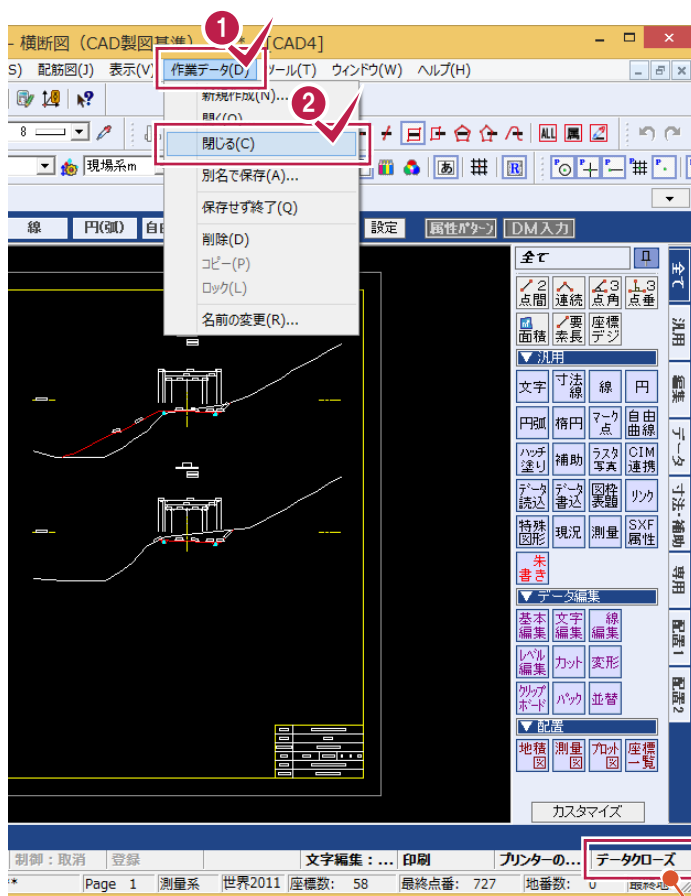 1
- 横断図（CAD製図基準） [CAD4]
S) 配筋図(J) 表示(V) 作業データ(D) ツール(T) ウィンドウ(W) ヘルプ(H)
新規作成(N)...
2
開く(O)...
閉じる(C)
別名で保存(A)...
保存せず終了(Q)
削除(D)
コピー(P)
ロック(L)
名前の変更(R)...
8
ALL
現場系m
あ
R
線 円(弧) 自 設定 属性ﾊﾟﾀｰﾝ DM入力
全て
2点間 連続 3点角 3点垂
面積 要素長 座標デジ
▼ 汎用
文字 寸法線 線 円
円弧 楕円 マーク点 自由曲線
ハッチ塗り 補助 ラスタ写真 CIM連携
データ読込 データ書込 図枠表題 リンク
特殊図形 現況 測量 SXF属性
朱書き
▼ データ編集
基本編集 文字編集 線編集
レベル編集 カット 変形
クリップボード パック 並替
▼ 配置
地積図 測量図 プロット図 座標一覧
カスタマイズ
全て
汎用
編集
データ
寸法・補助
専用
配置1
配置2
制御：取消 登録 文字編集：... 印刷 プリンターの... データクローズ
** Page 1 測量系 世界2011 座標数: 58 最終点番: 727 地番数: 0 最終地